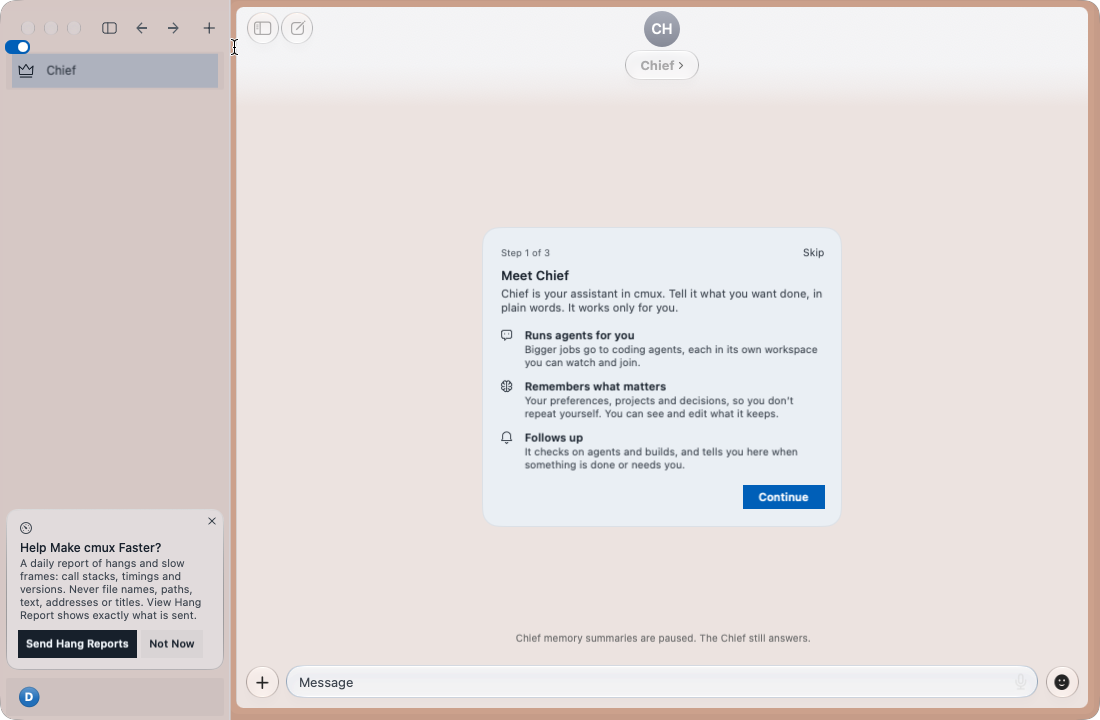 Chief
CH
Chief
Step 1 of 3
Skip
Meet Chief
Chief is your assistant in cmux. Tell it what you want done, in
plain words. It works only for you.
Runs agents for you
Bigger jobs go to coding agents, each in its own workspace
you can watch and join.
Remembers what matters
Your preferences, projects and decisions, so you don't
repeat yourself. You can see and edit what it keeps.
Follows up
It checks on agents and builds, and tells you here when
something is done or needs you.
Continue
Help Make cmux Faster?
A daily report of hangs and slow
frames: call stacks, timings and
versions. Never file names, paths,
text, addresses or titles. View Hang
Report shows exactly what is sent.
Send Hang Reports
Not Now
Chief memory summaries are paused. The Chief still answers.
Message
D